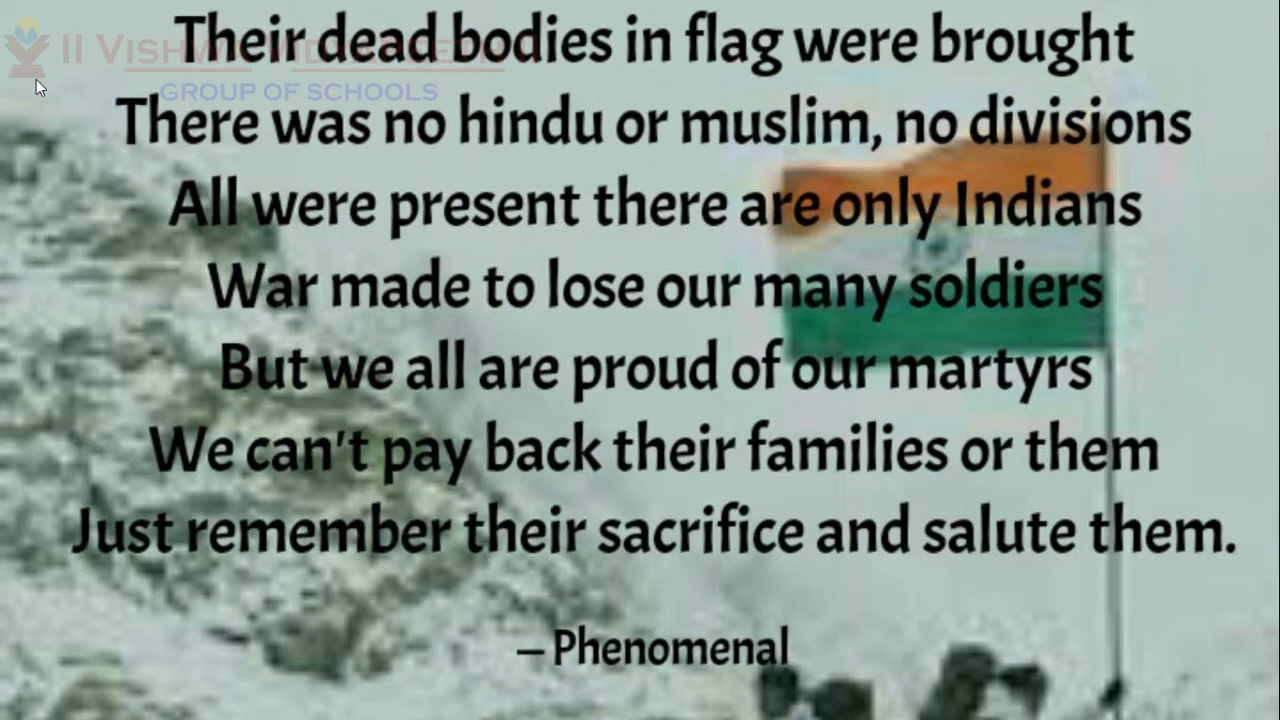 Their dead bodies in flag were brought
II VISHWA VIDYAPEETH II
GROUP OF SCHOOLS
There was no hindu or muslim, no divisions
All were present there are only Indians
War made to lose our many soldiers
But we all are proud of our martyrs
We can't pay back their families or them
Just remember their sacrifice and salute them.
– Phenomenal